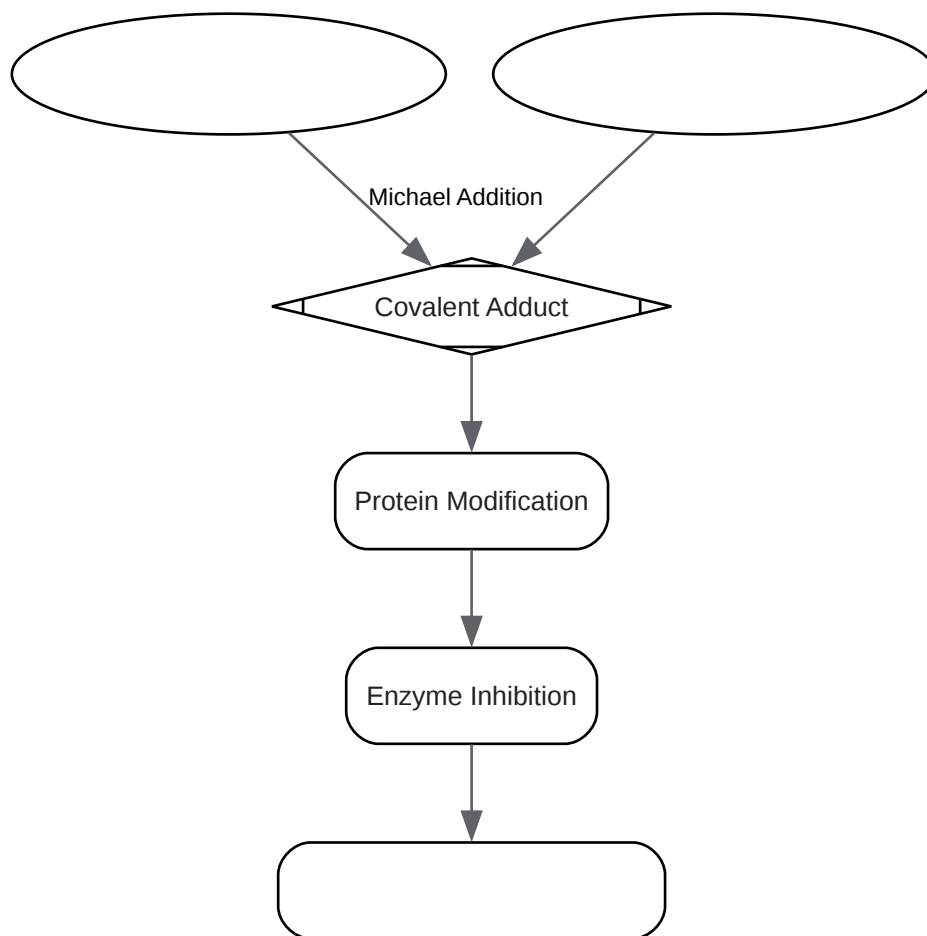 Michael Addition
Covalent Adduct
Protein Modification
Enzyme Inhibition